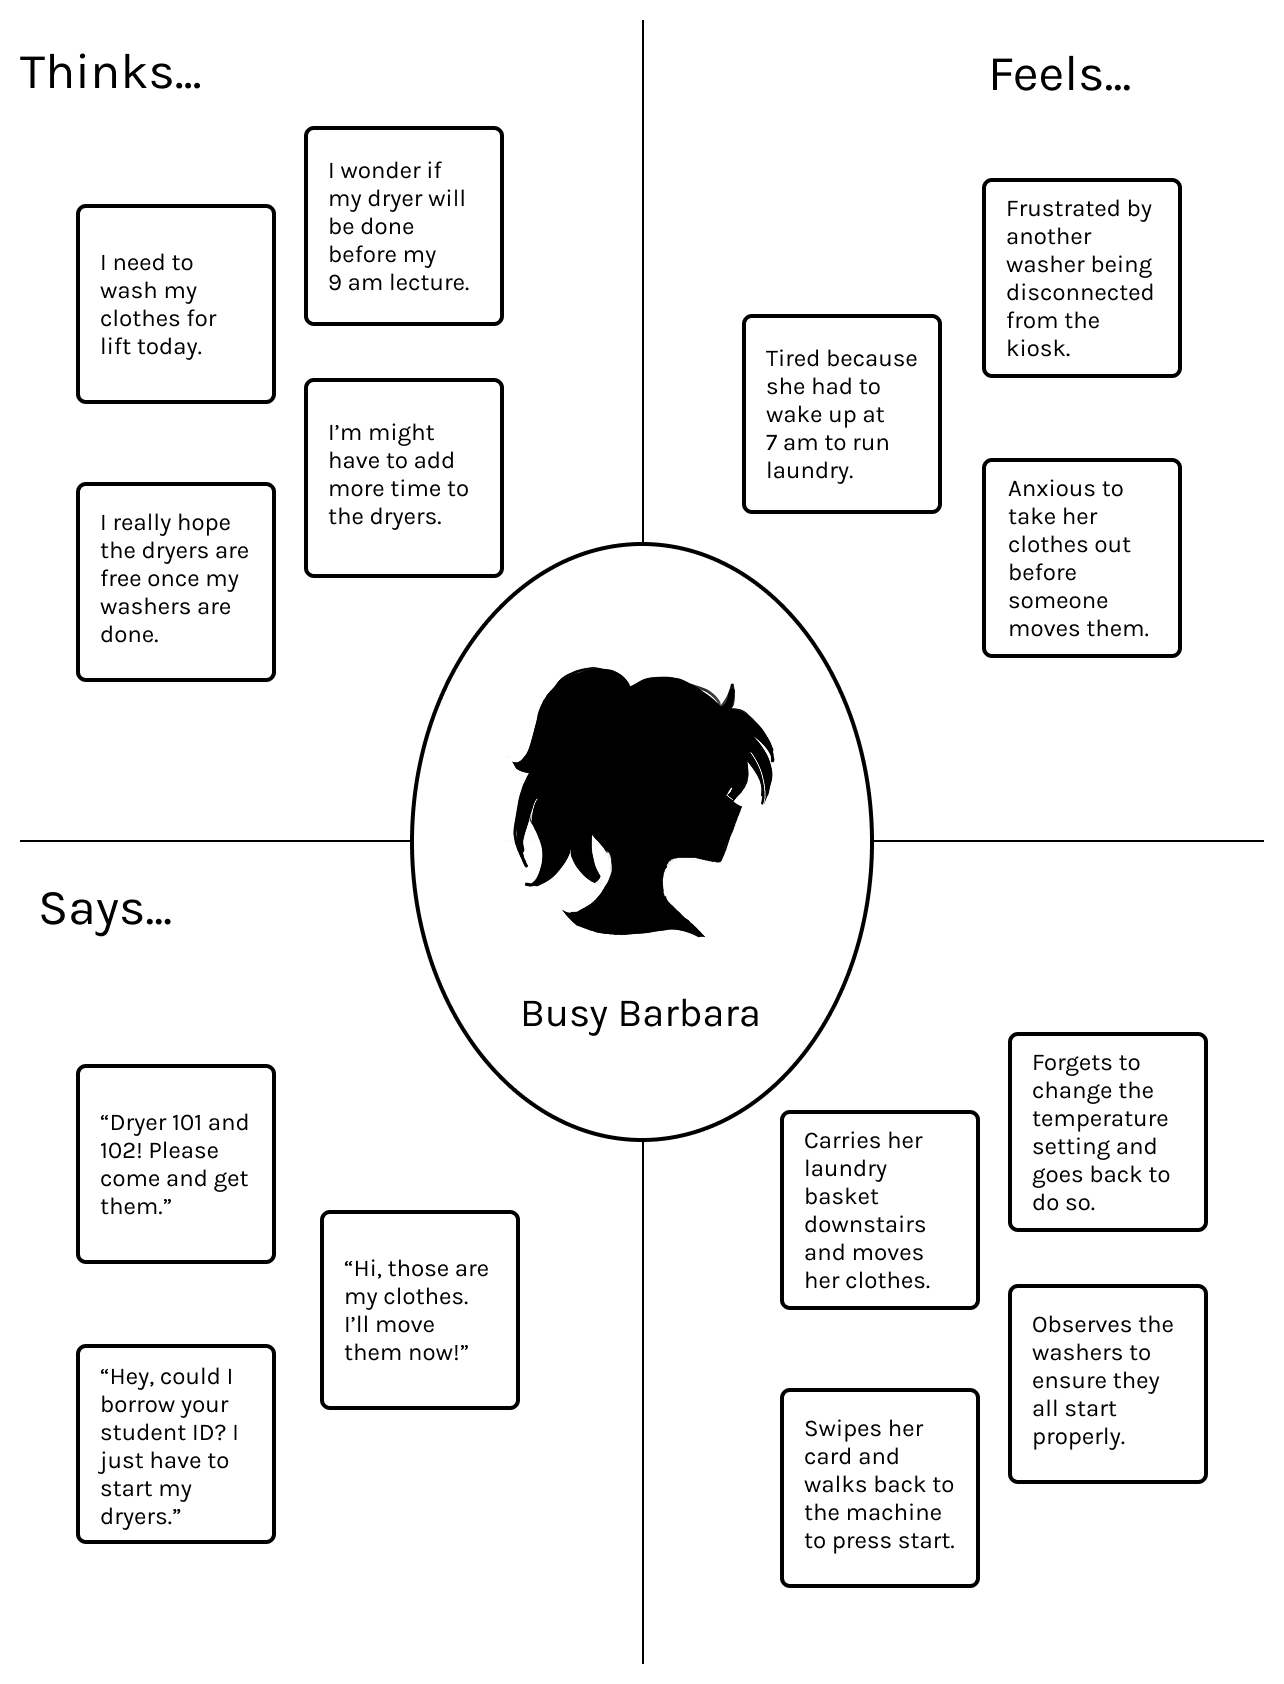 Thinks...
I need to
wash my
clothes for
lift today.
I wonder if
my dryer will
be done
before my
9 am lecture.
I really hope
the dryers are
free once my
washers are
done.
I'm might
have to add
more time to
the dryers.
Feels...
Tired because
she had to
wake up at
7 am to run
laundry.
Frustrated by
another
washer being
disconnected
from the
kiosk.
Anxious to
take her
clothes out
before
someone
moves them.
Busy Barbara
Says...
“Dryer 101 and
102! Please
come and get
them.”
“Hi, those are
my clothes.
I'll move
them now!”
“Hey, could I
borrow your
student ID? I
just have to
start my
dryers.”
Carries her
laundry
basket
downstairs
and moves
her clothes.
Forgets to
change the
temperature
setting and
goes back to
do so.
Swipes her
card and
walks back to
the machine
to press start.
Observes the
washers to
ensure they
all start
properly.